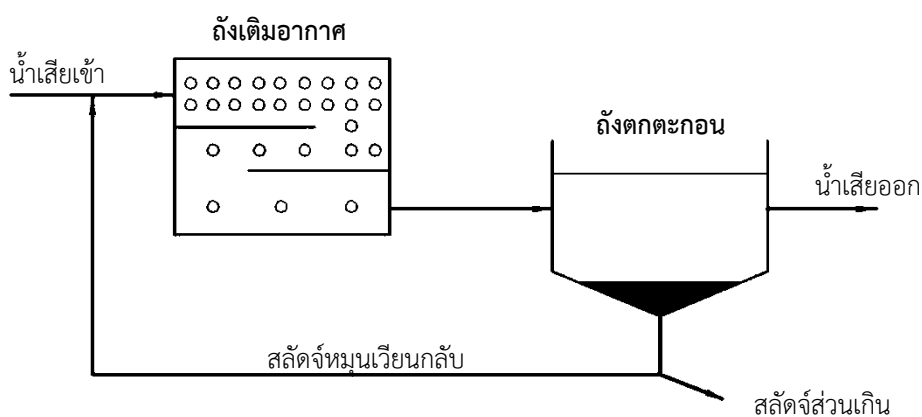 ถังเติมอากาศ
น้ำเสียเข้า
ถังตกตะกอน
น้ำเสียออก
สลัดจ์หมุนเวียนกลับ
สลัดจ์ส่วนเกิน